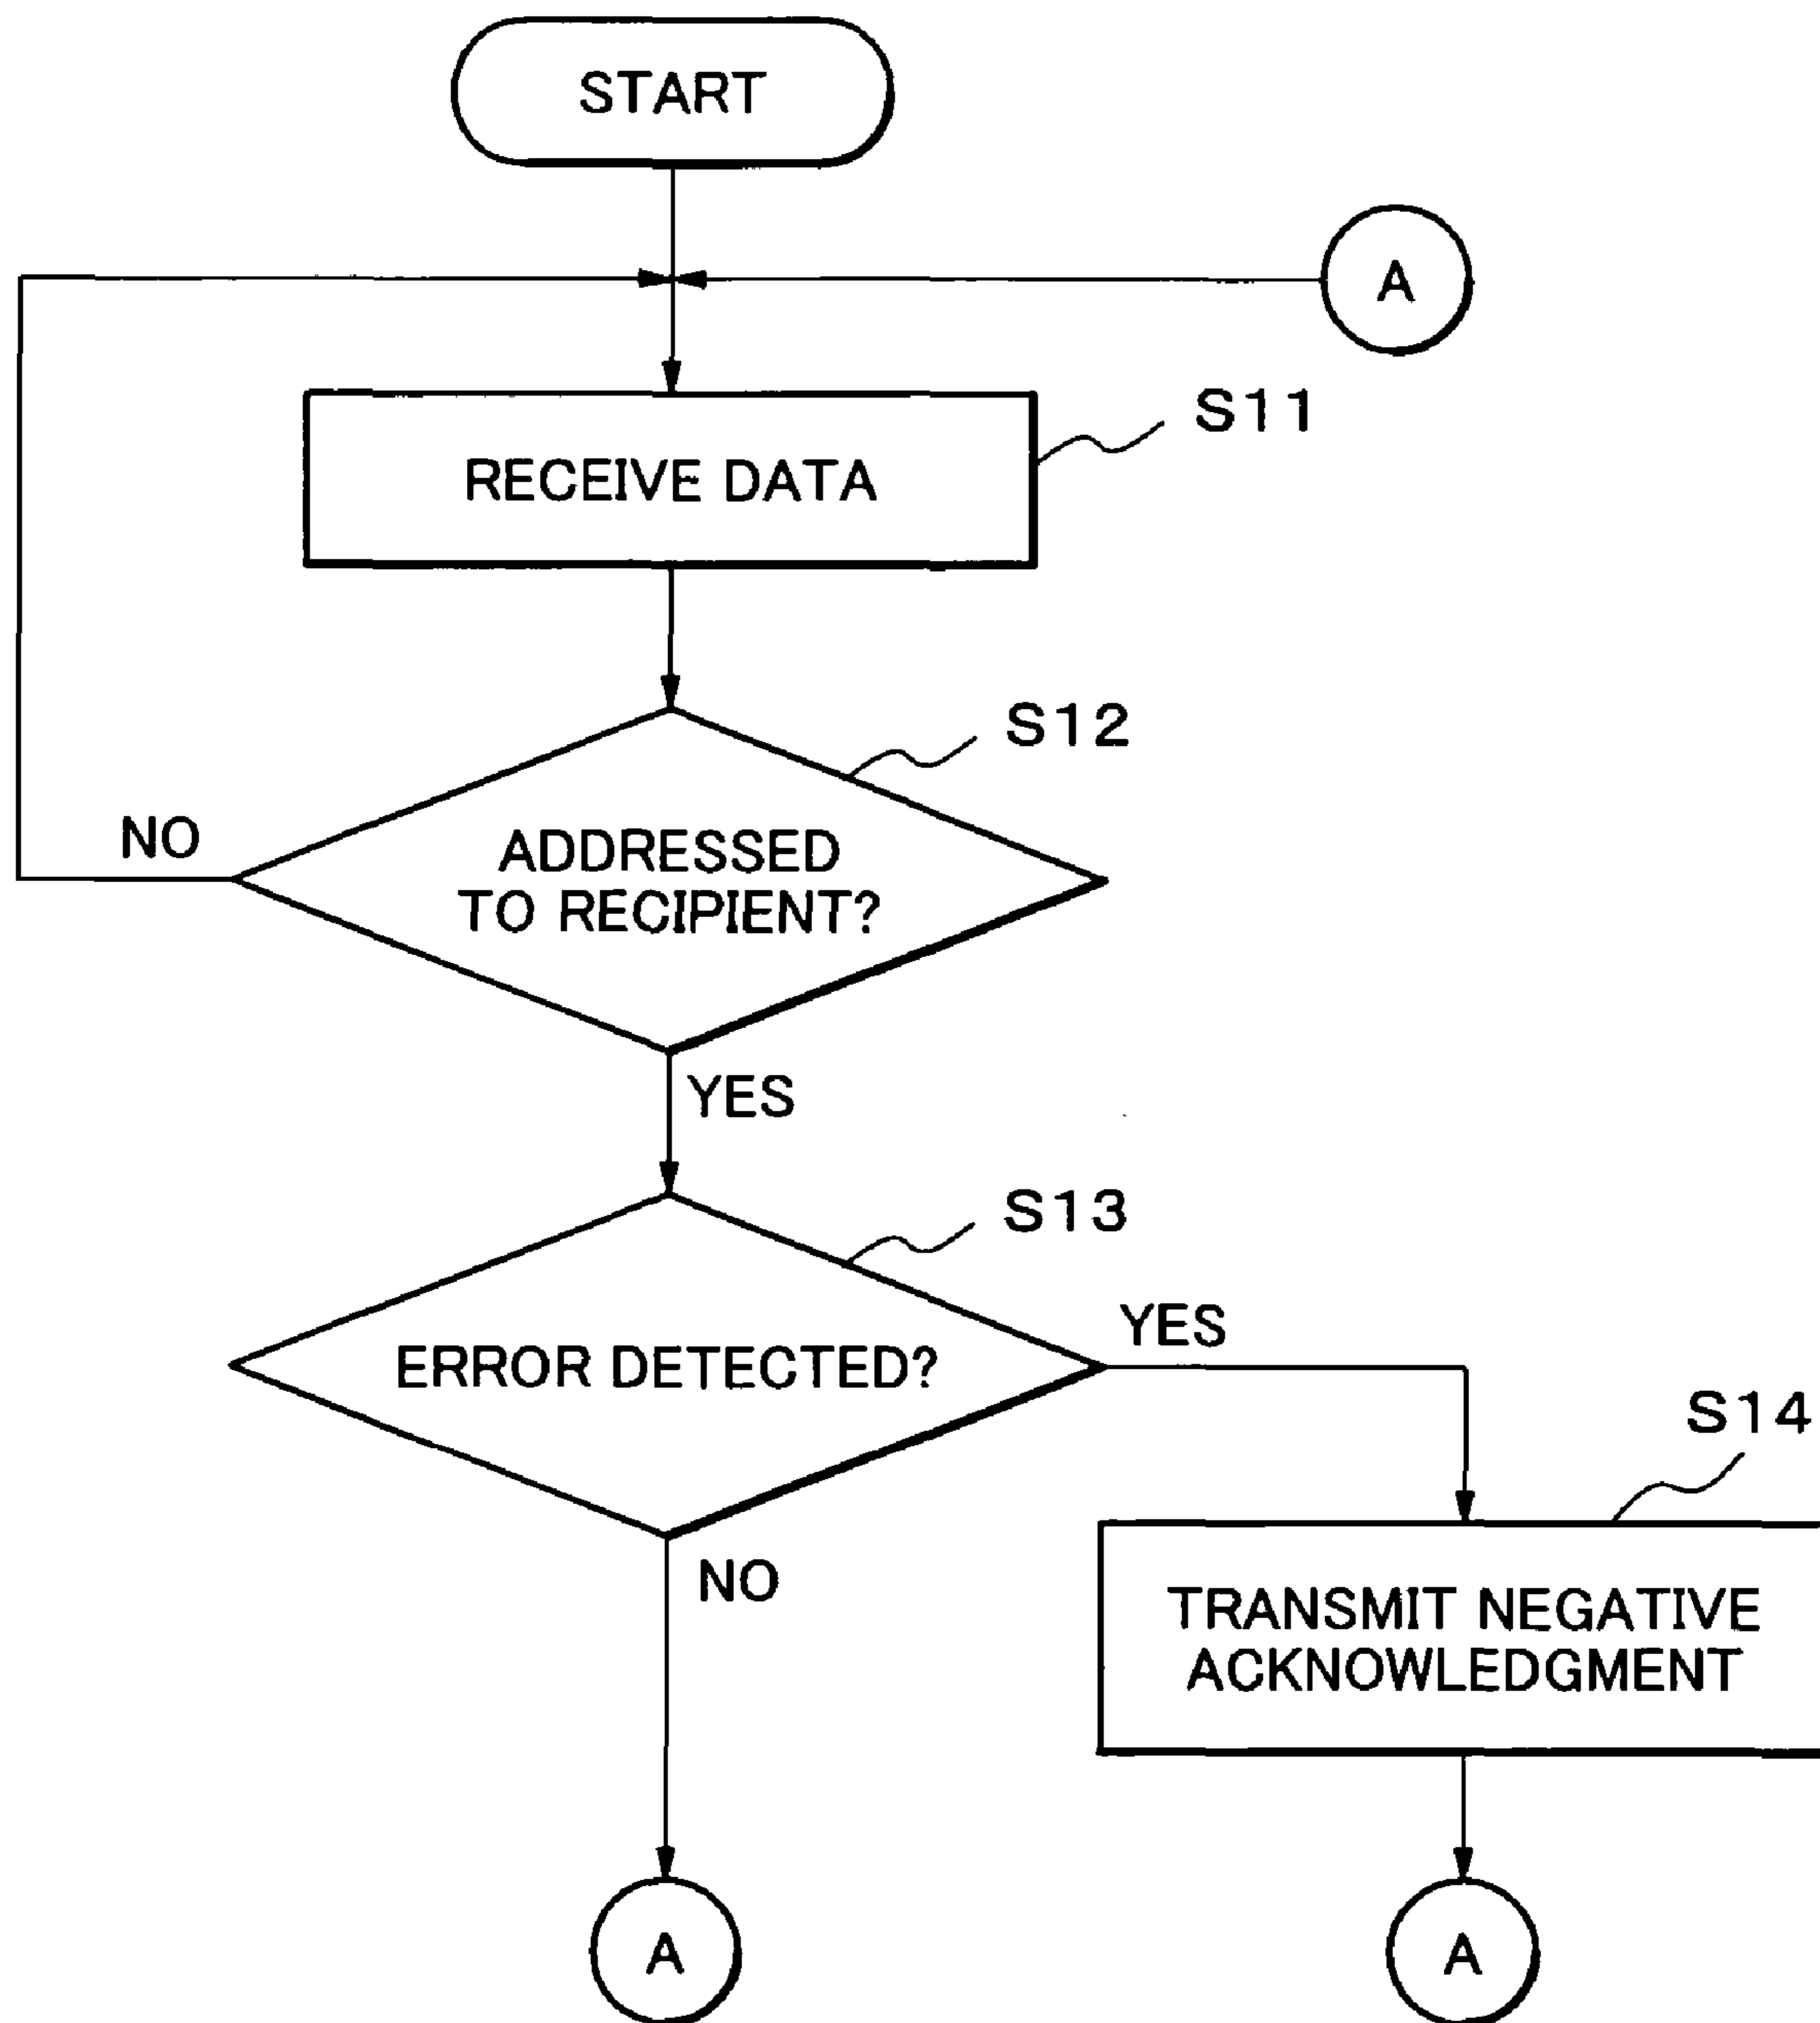 START
A
S11
RECEIVE DATA
S12
NO
ADDRESSED
TO RECIPIENT?
YES
S13
YES
ERROR DETECTED?
S14
NO
TRANSMIT NEGATIVE
ACKNOWLEDGMENT
A
A